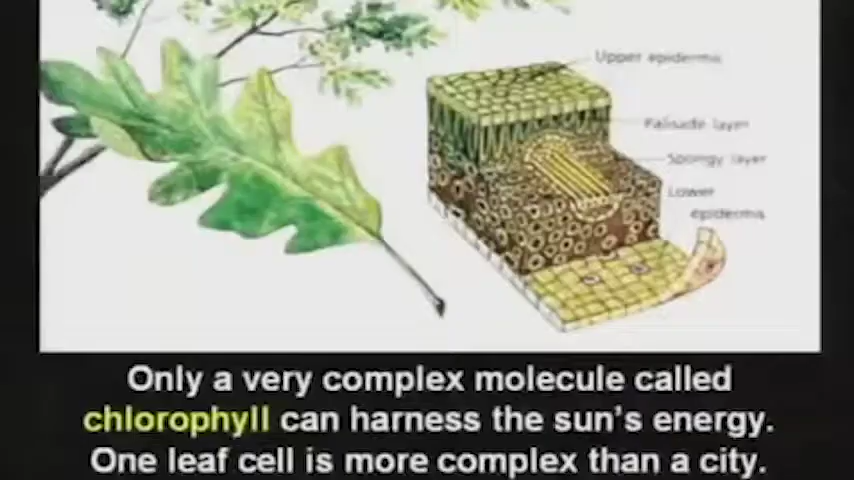 Upper epidermis
Palisade layer
Spongy layer
Lower
epidermis
Only a very complex molecule called
chlorophyll can harness the sun's energy.
One leaf cell is more complex than a city.